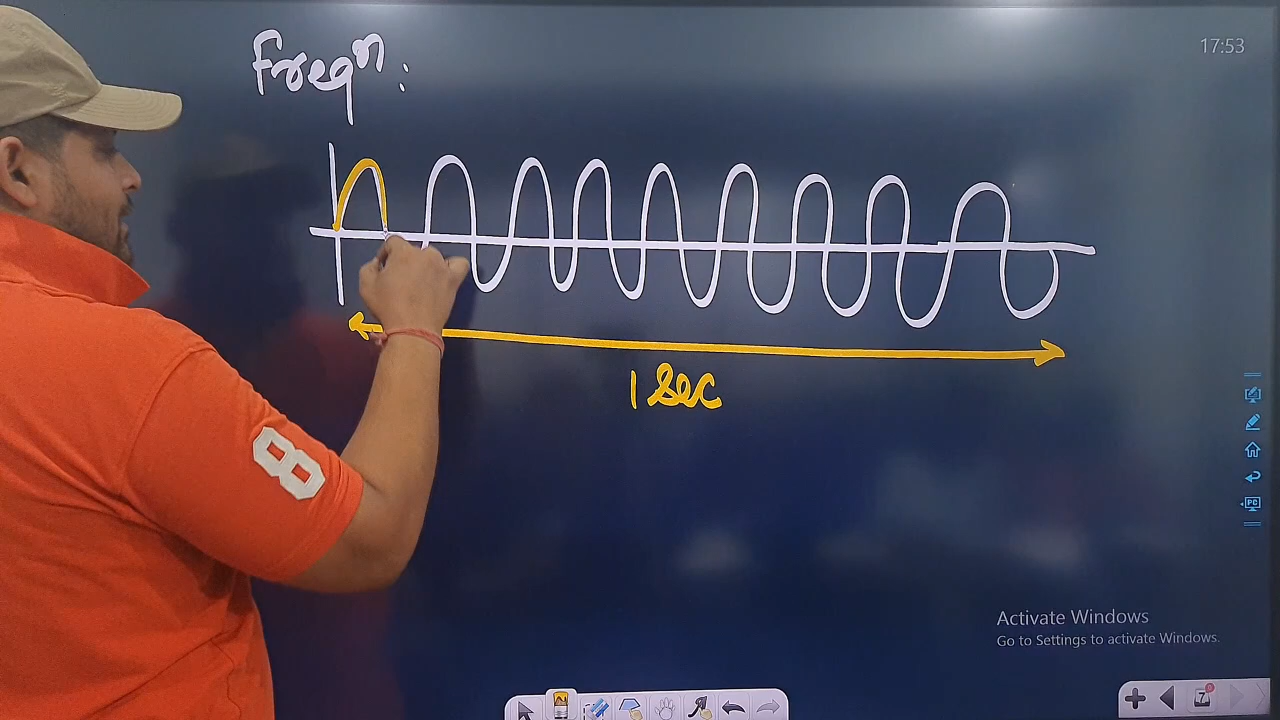 Freqⁿ:
17:53
1 Sec
8
Activate Windows
Go to Settings to activate Windows.